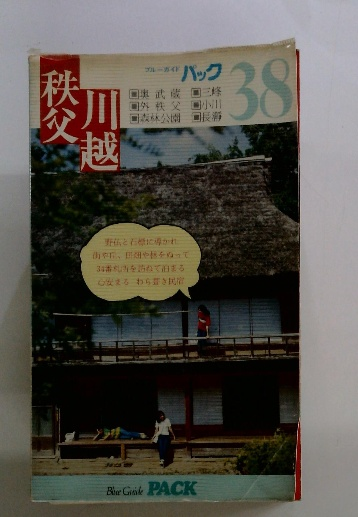 ブルーガイド パック
38
秩父
川越
■奥武蔵 ■三峰
■外秩父 ■小川
■森林公園 ■長瀞
野仏と石標に導かれ
街や丘、田畑や林をぬって
34番札所を訪ねて泊まる
心安まる わら葺き民宿
Blue Guide PACK